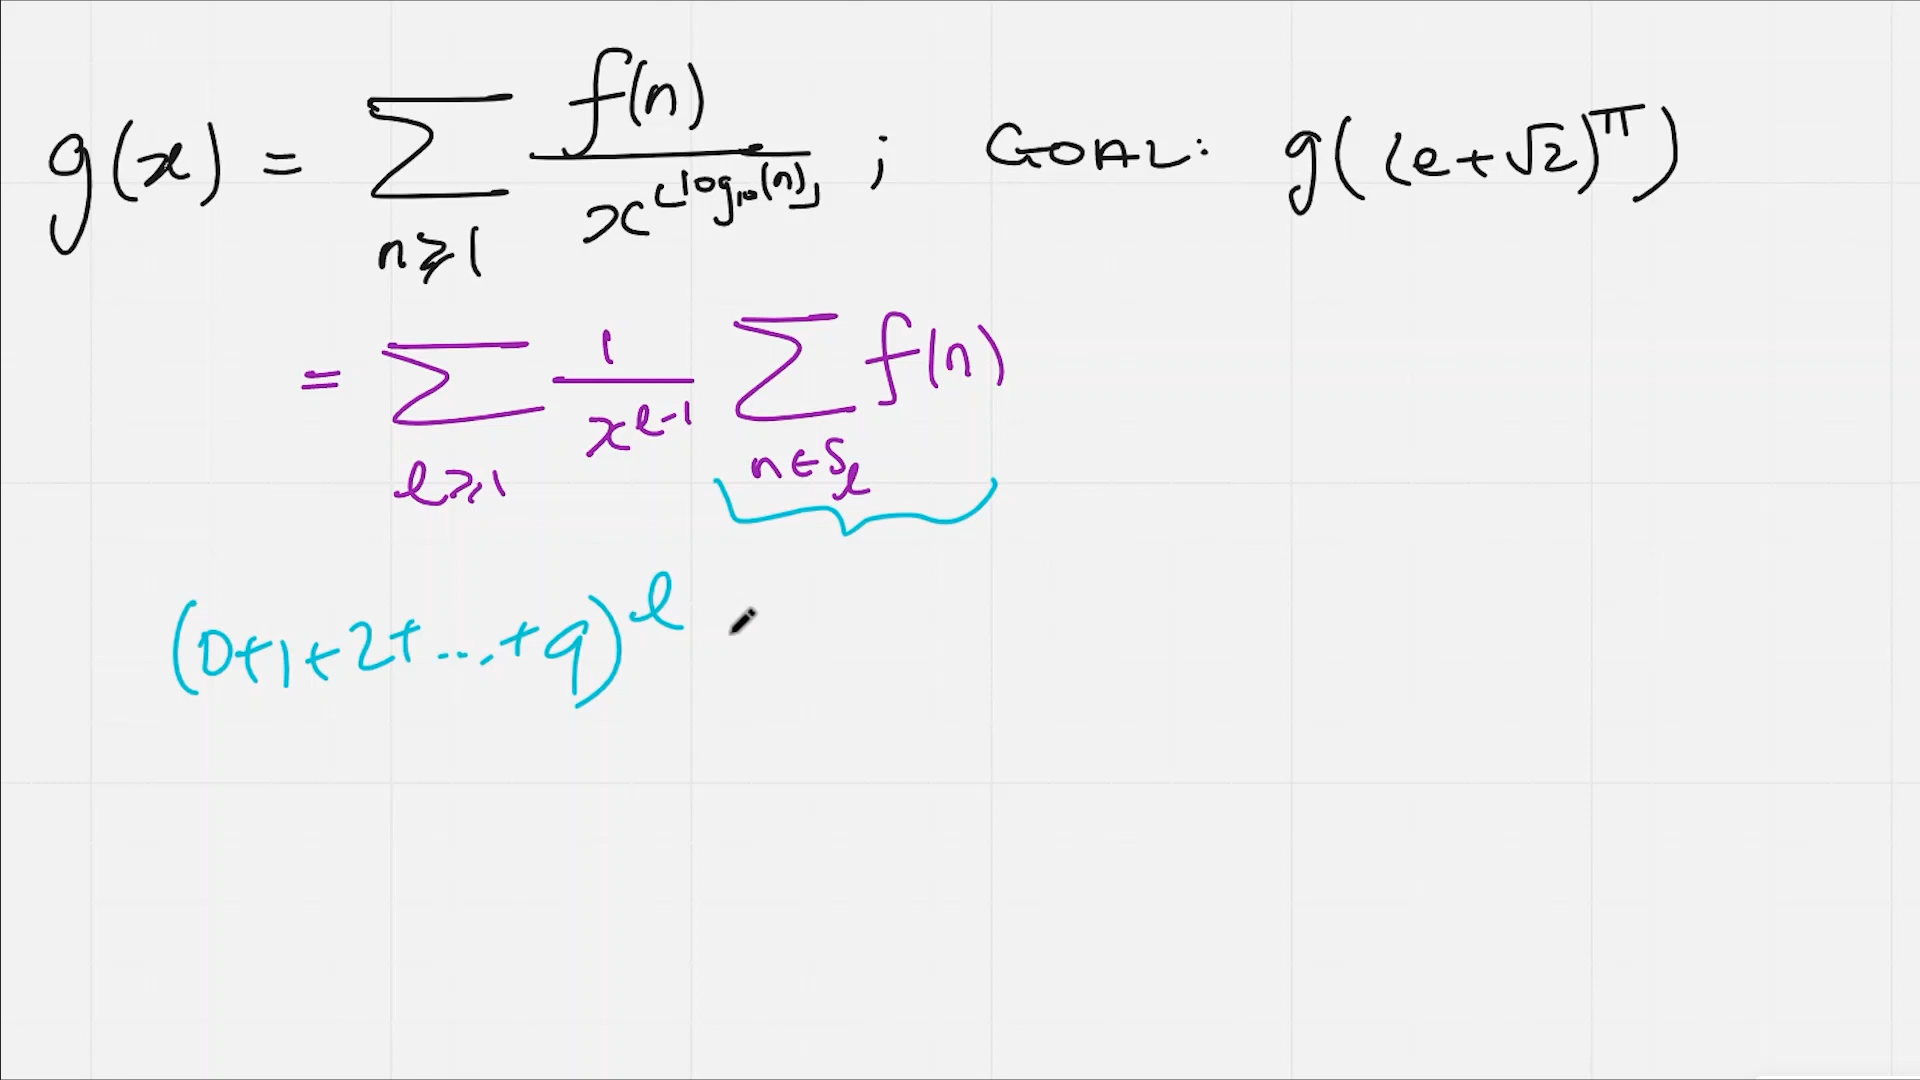 g(x) = ∑_{n⩾1} f(n) / x^{⌊log₁₀(n)⌋} ; GOAL: g((e+√2)^π)
= ∑_{l⩾1} 1 / x^{l-1} ∑_{n∈S_l} f(n)
(0+1+2+...+9)^l